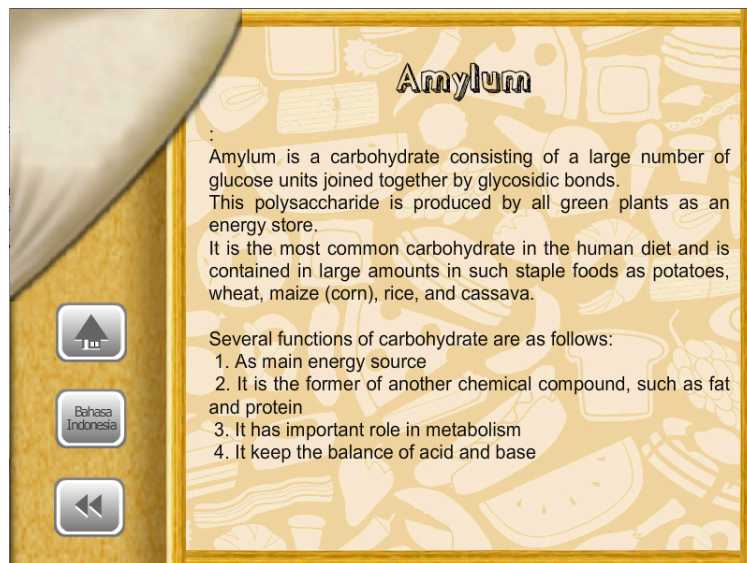 Amylum
:
Amylum is a carbohydrate consisting of a large number of
glucose units joined together by glycosidic bonds.
This polysaccharide is produced by all green plants as an
energy store.
It is the most common carbohydrate in the human diet and is
contained in large amounts in such staple foods as potatoes,
wheat, maize (corn), rice, and cassava.
Several functions of carbohydrate are as follows:
1. As main energy source
2. It is the former of another chemical compound, such as fat
and protein
3. It has important role in metabolism
4. It keep the balance of acid and base
Bahasa
Indonesia